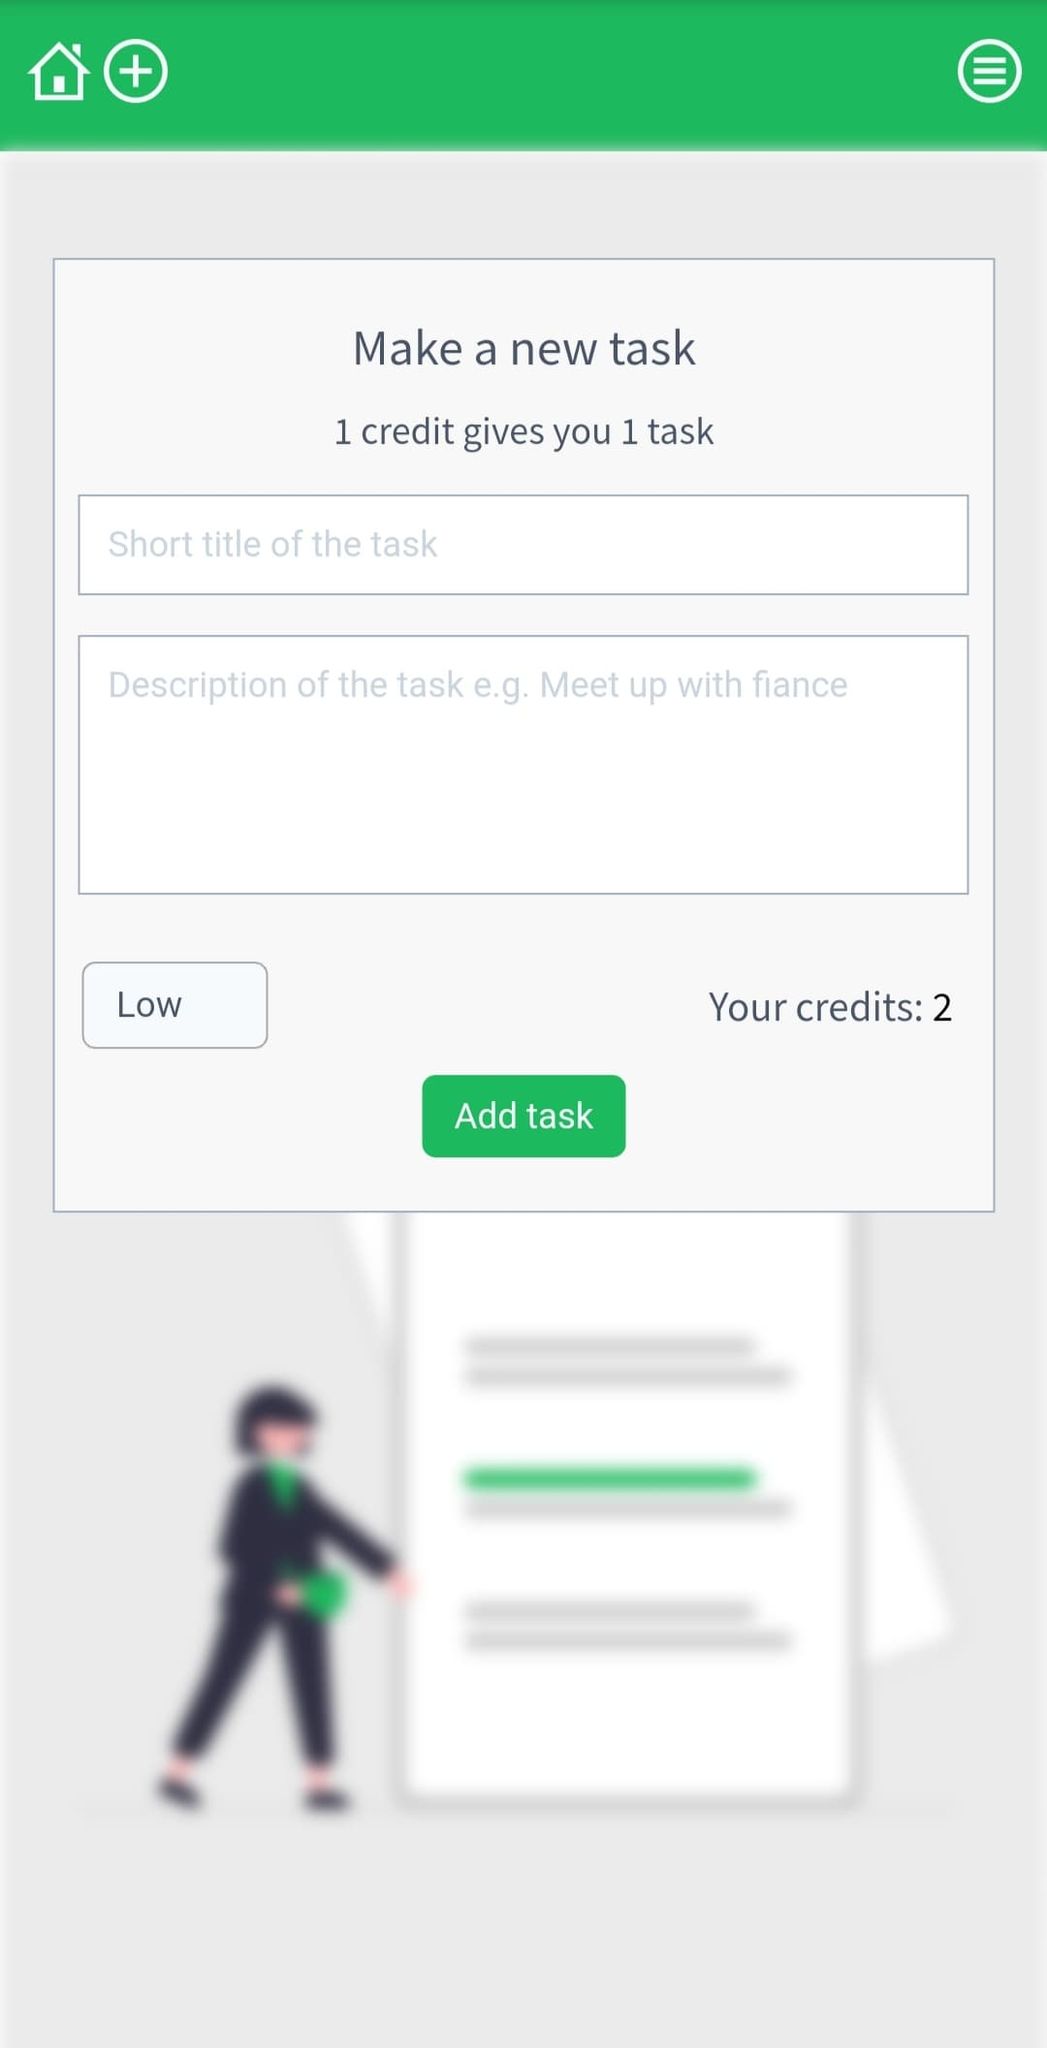 Make a new task
1 credit gives you 1 task
Short title of the task
Description of the task e.g. Meet up with fiance
Low
Your credits: 2
Add task